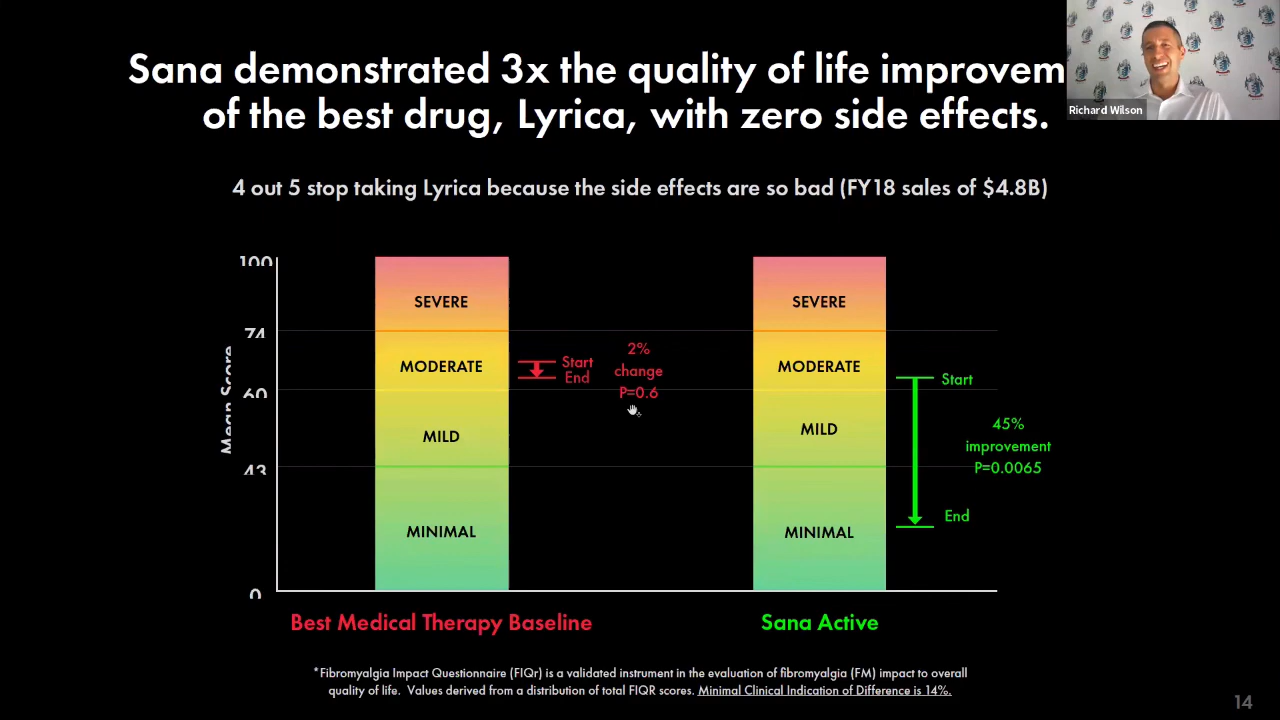 Sana demonstrated 3x the quality of life improvem
of the best drug, Lyrica, with zero side effects.
Richard Wilson
4 out 5 stop taking Lyrica because the side effects are so bad (FY18 sales of $4.8B)
Mean Score
100
74
60
43
0
SEVERE
MODERATE
MILD
MINIMAL
Start
End
2%
change
P=0.6
SEVERE
MODERATE
MILD
MINIMAL
Start
45%
improvement
P=0.0065
End
Best Medical Therapy Baseline
Sana Active
*Fibromyalgia Impact Questionnaire (FIQr) is a validated instrument in the evaluation of fibromyalgia (FM) impact to overall
quality of life. Values derived from a distribution of total FIQR scores. Minimal Clinical Indication of Difference is 14%.
14